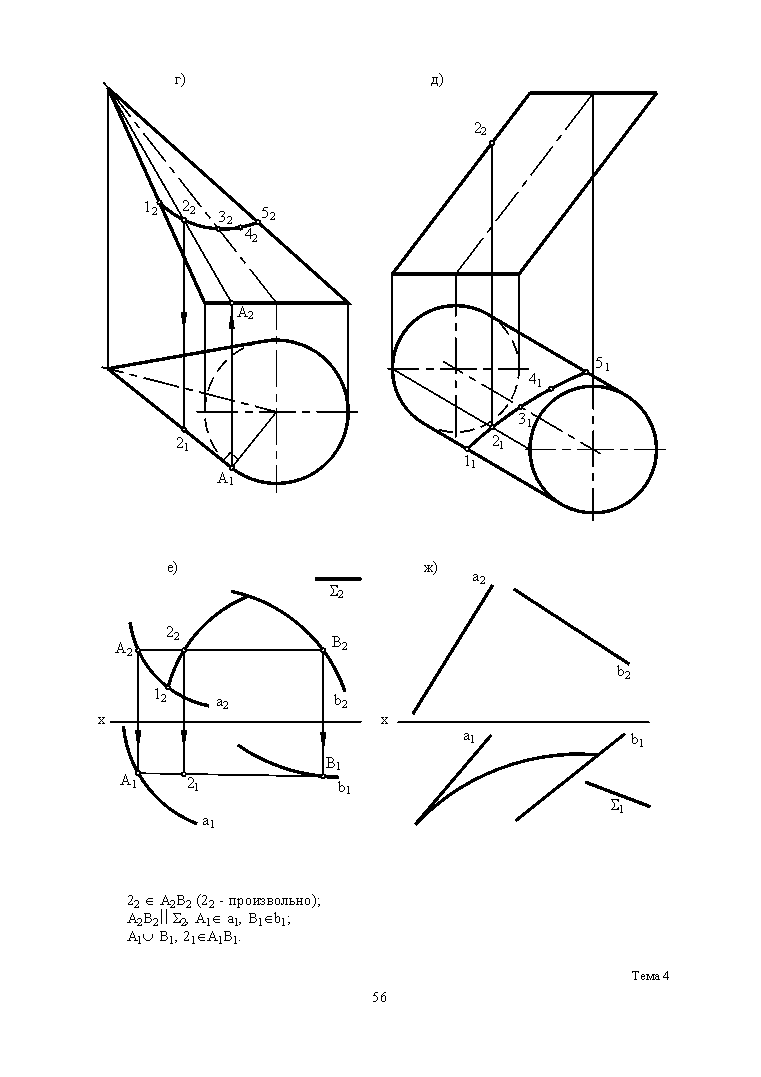 г) д)
2₂
1₂ 2₂ 3₂ 4₂ 5₂
A₂
5₁
4₁
3₁
2₁ 2₁
1₁
A₁
е) ж)
Σ₂ a₂
2₂ B₂
A₂
b₂
1₂ a₂ b₂
x x
a₁ b₁
B₁
A₁ 2₁ b₁
Σ₁
a₁
2₂ ∈ A₂B₂ (2₂ - произвольно);
A₂B₂|| Σ₂, A₁∈ a₁, B₁∈b₁;
A₁∪ B₁, 2₁∈A₁B₁.
Тема 4
56